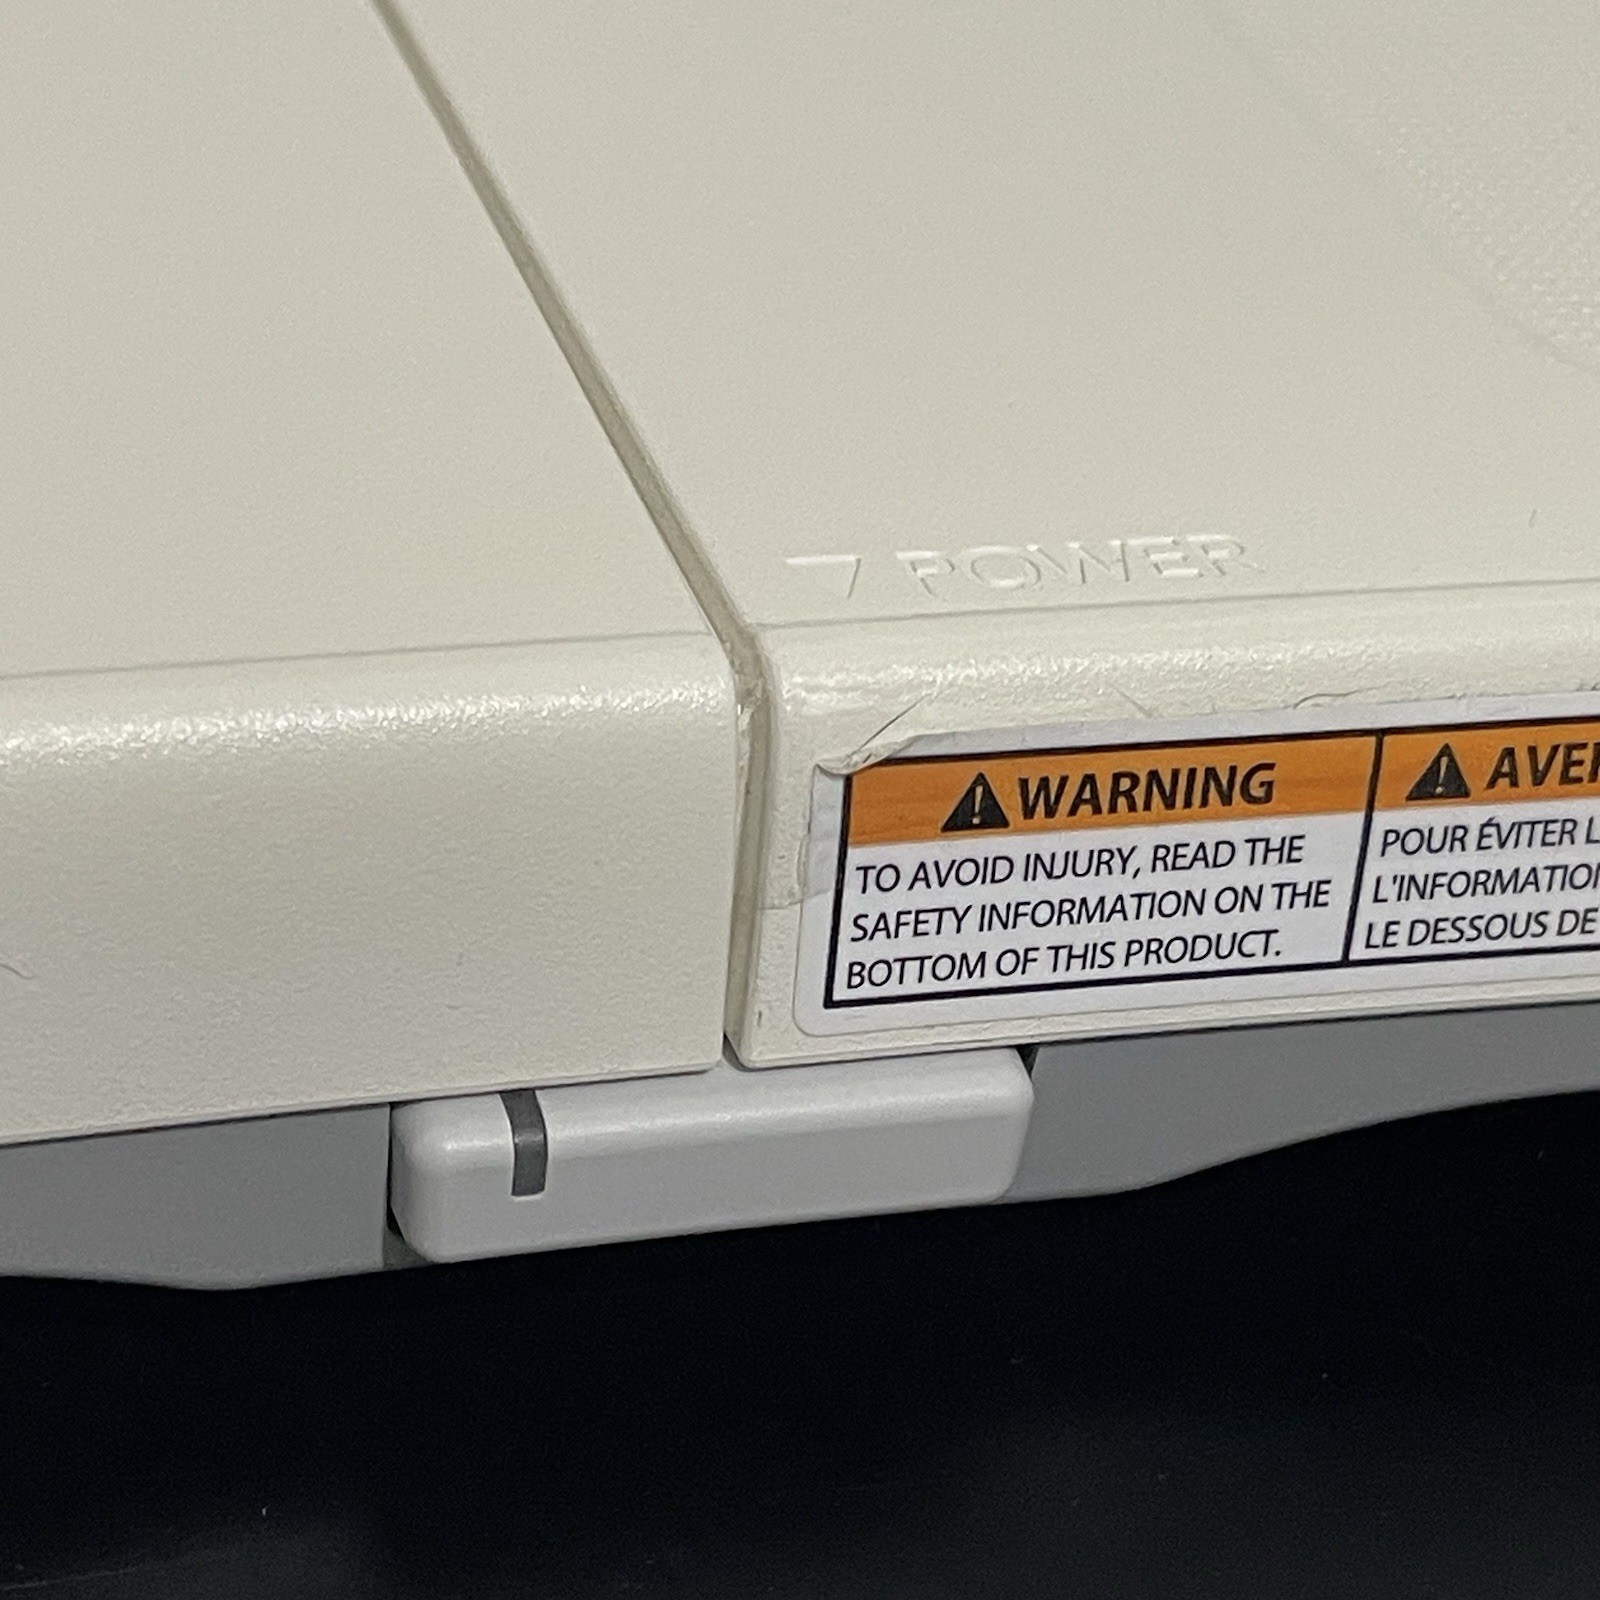 POWER
WARNING
TO AVOID INJURY, READ THE
SAFETY INFORMATION ON THE
BOTTOM OF THIS PRODUCT.
POUR ÉVITER
L'INFORMATIO
LE DESSOUS DE